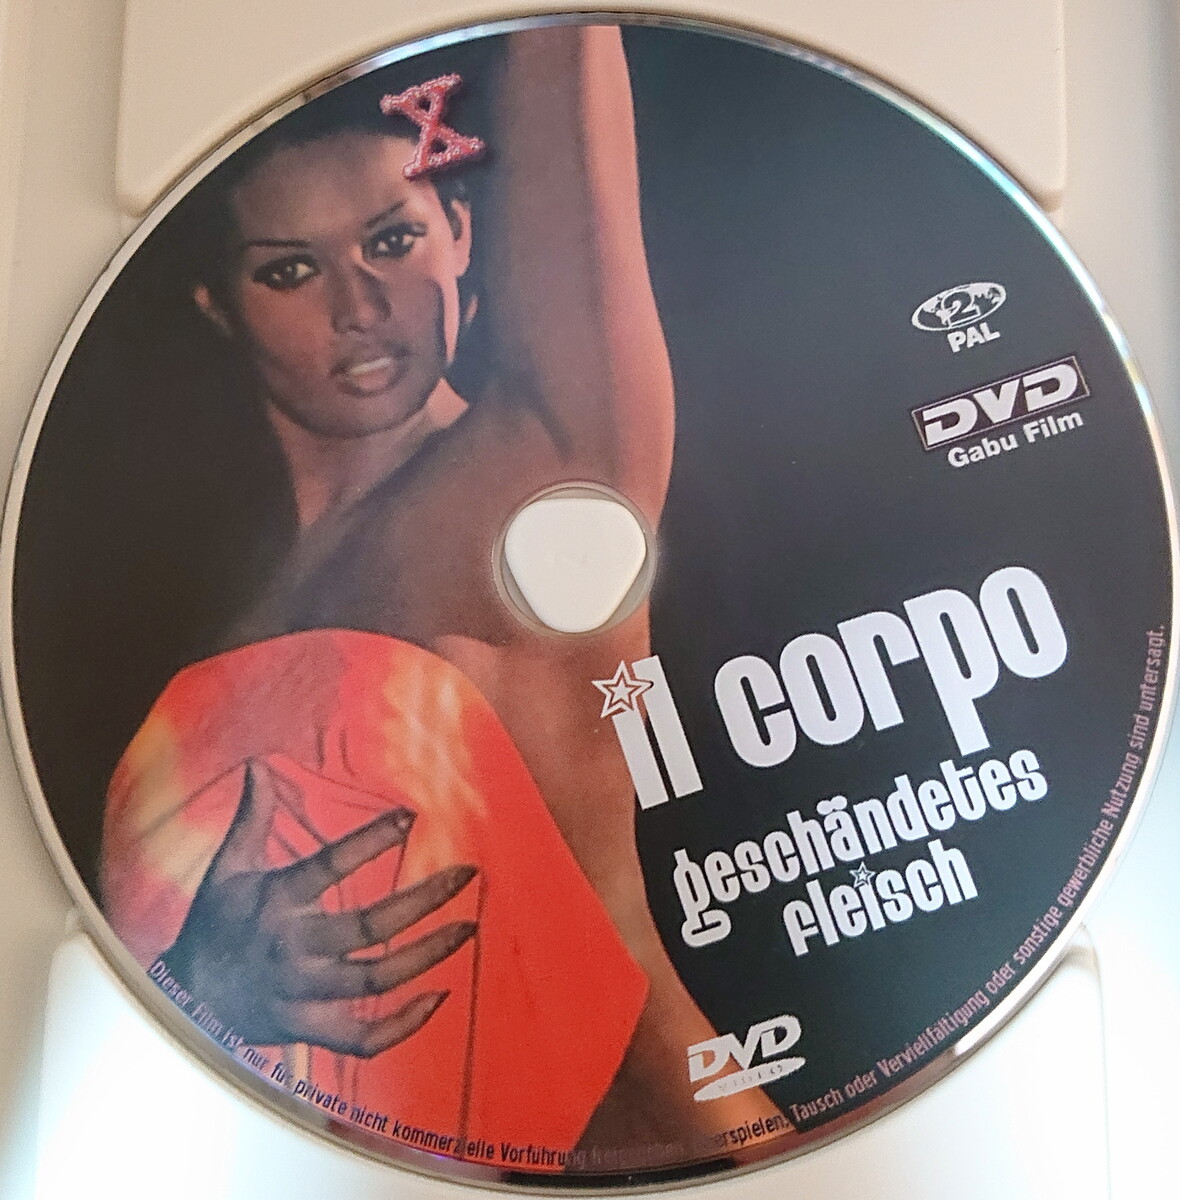 X
2
PAL
DVD
Gabu Film
il corpo
geschändetes
fleisch
DVD
VIDEO
Dieser Film ist nur für private nicht kommerzielle Vorführung Tausch oder Vervielfältigung oder sonstige gewerbliche Nutzung sind untersagt.